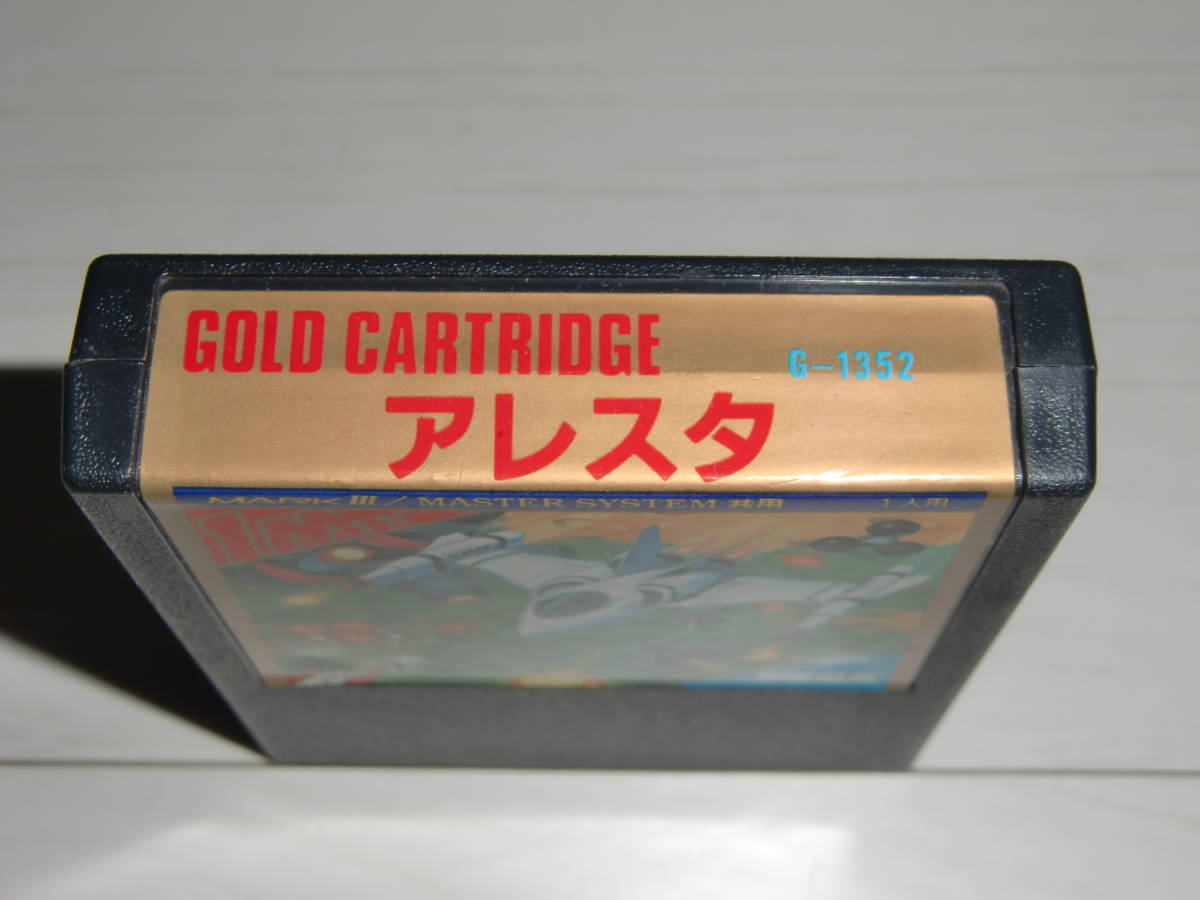 GOLD CARTRIDGE
G-1352
アレスタ
MARK III / MASTER SYSTEM 共用 1人用